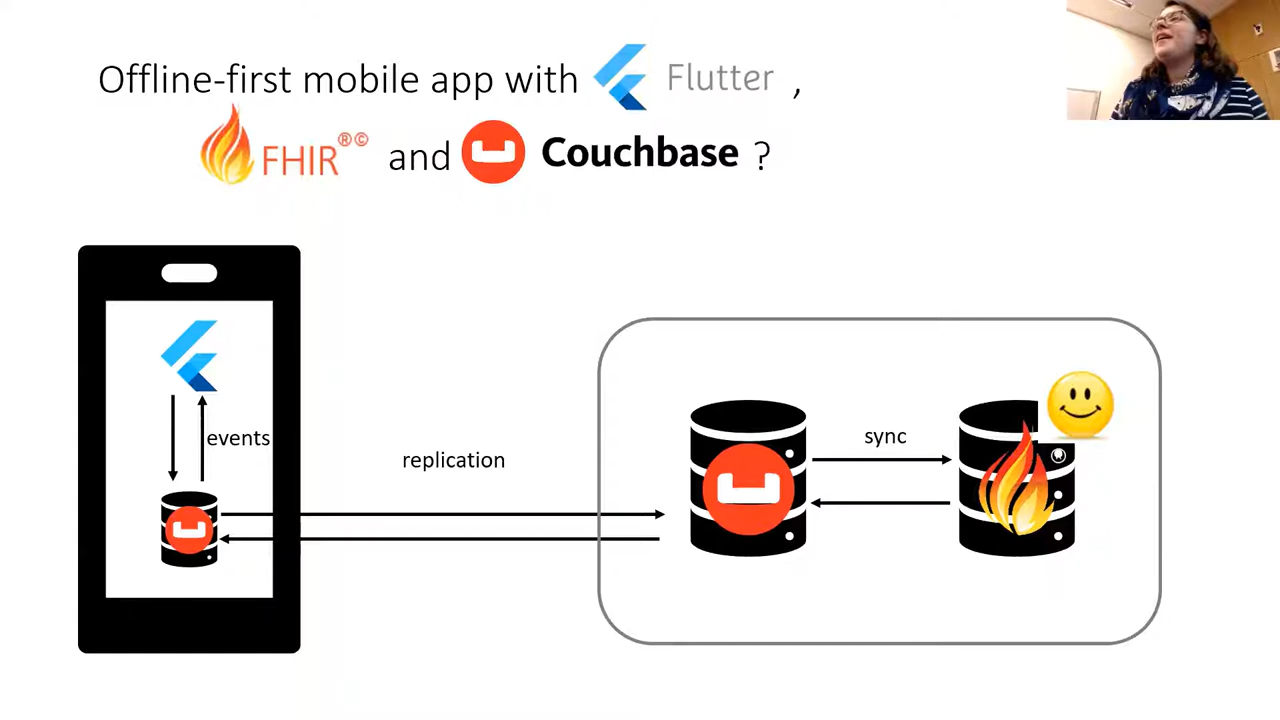 Offline-first mobile app with Flutter ,
FHIR®© and Couchbase ?
events
replication
sync